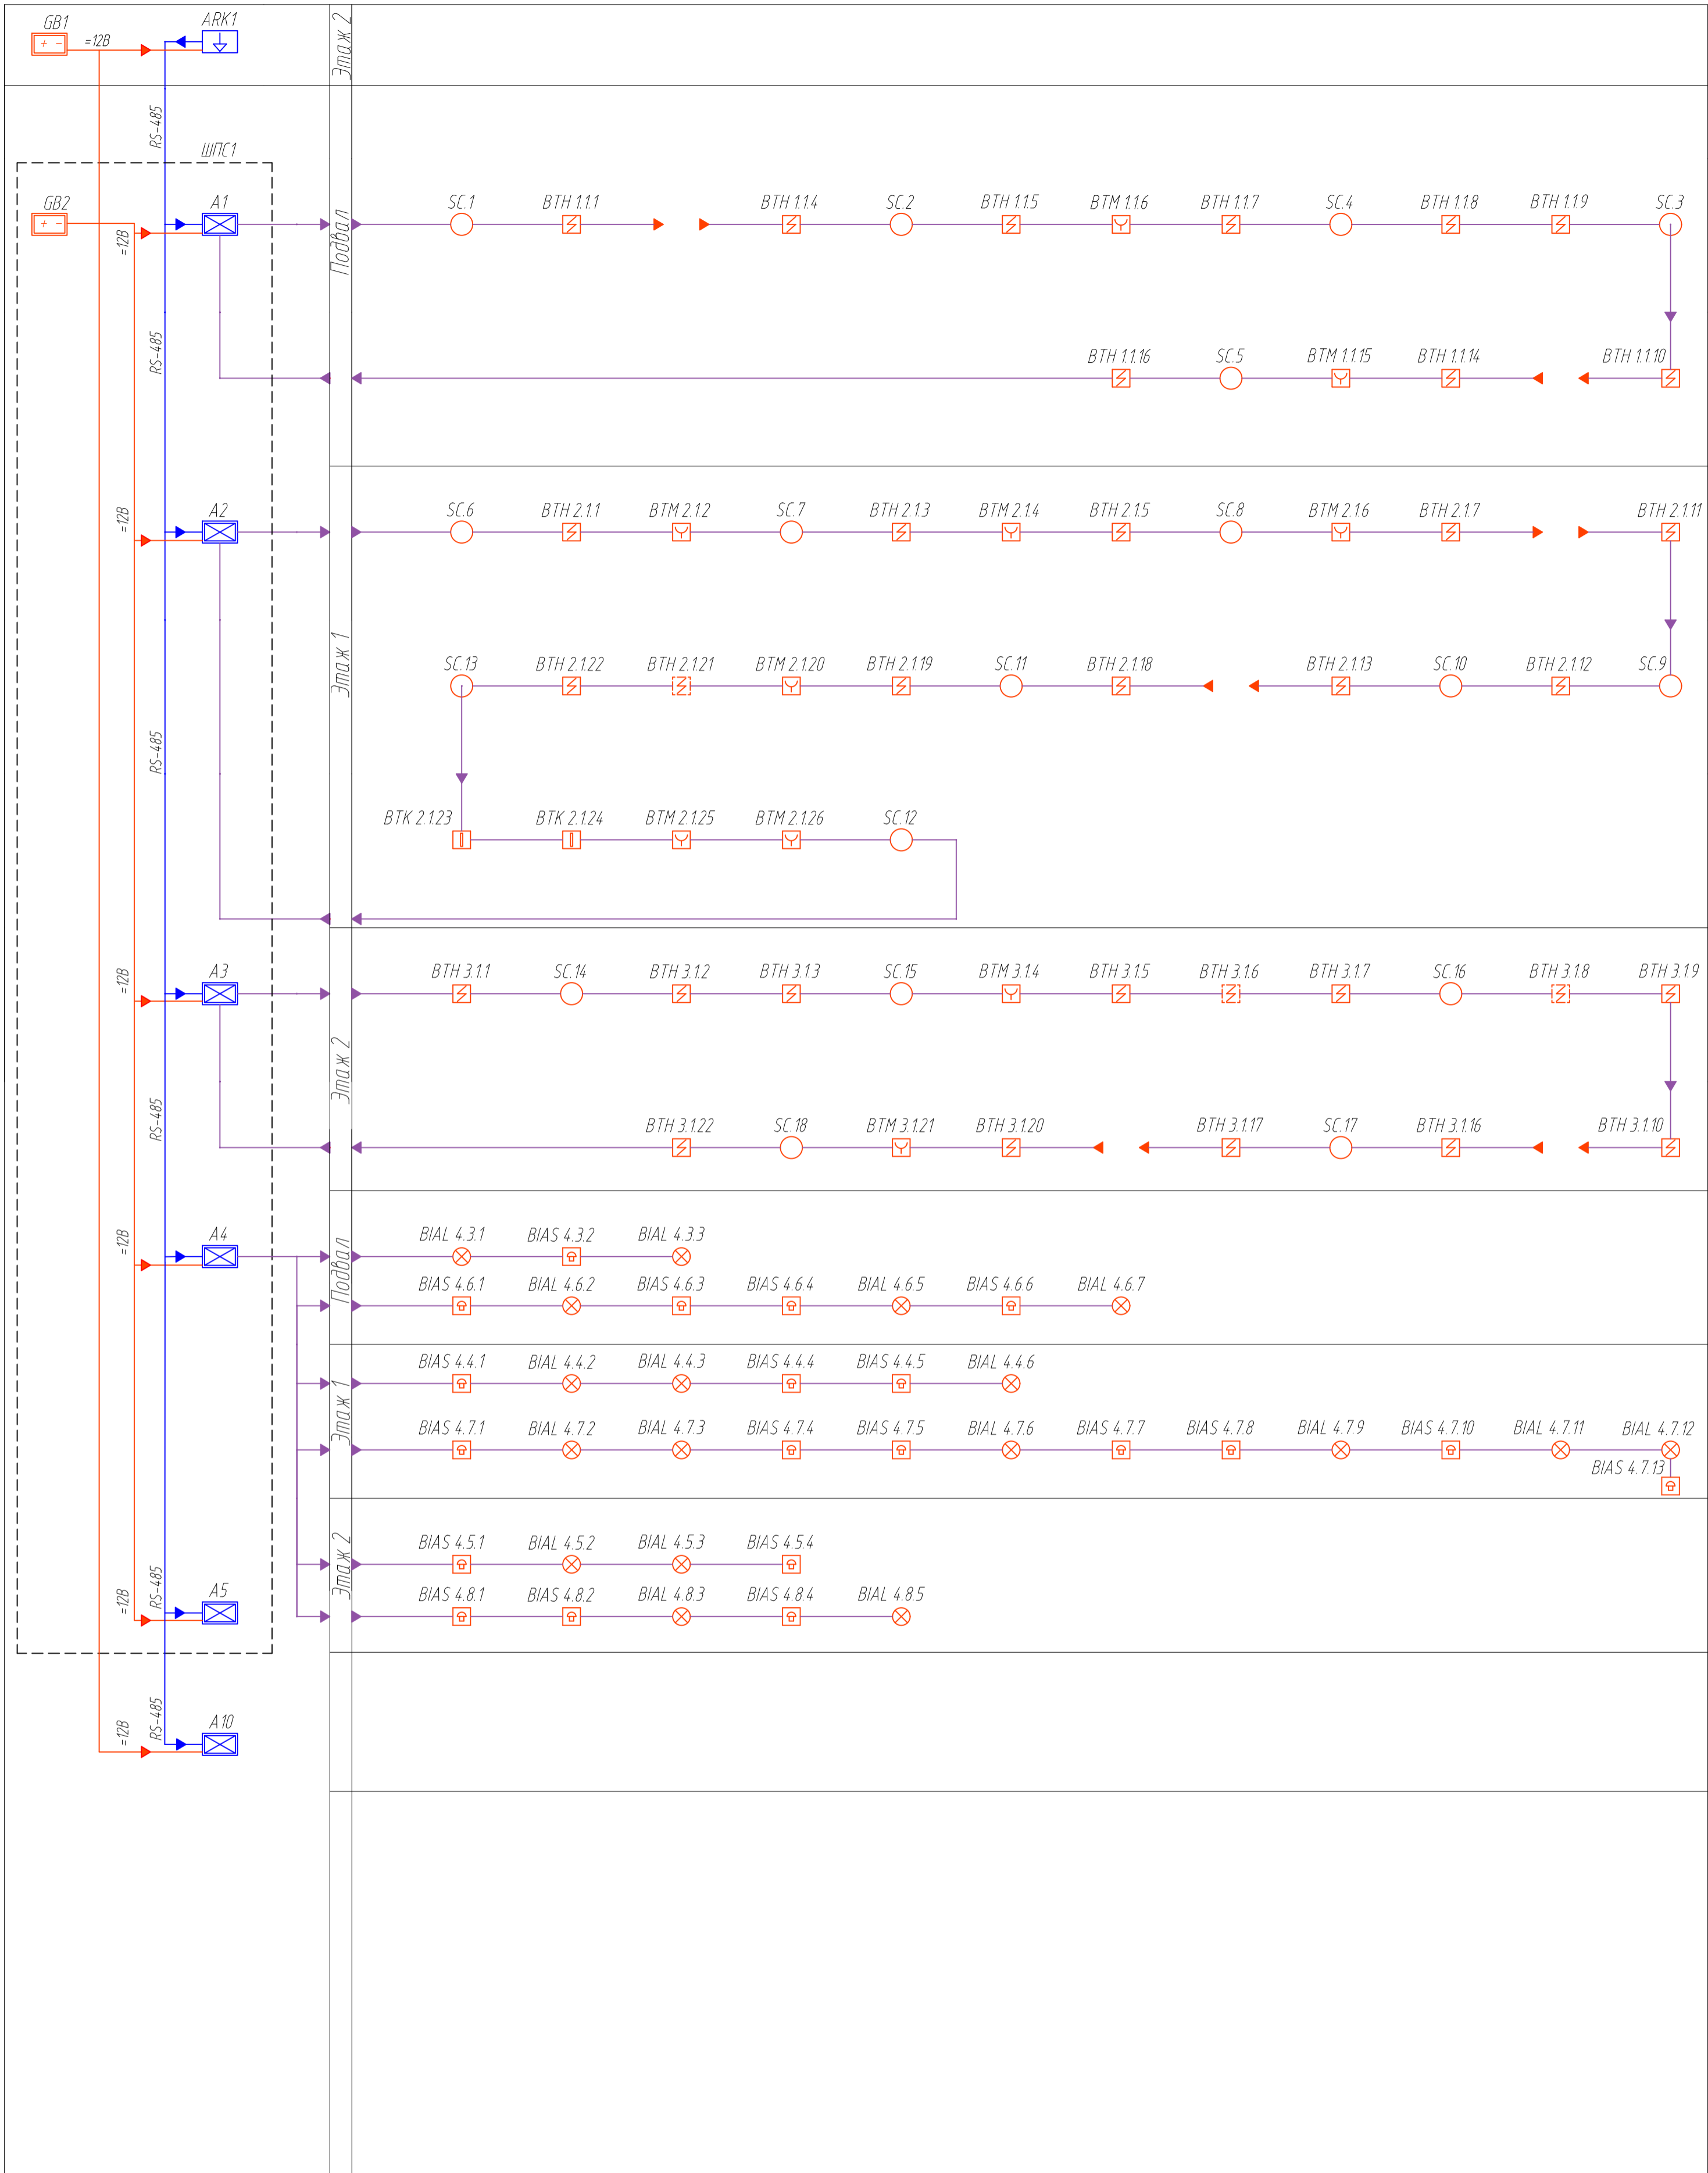 GB1
=12В
ARK1
Этаж 2
RS-485
ШПС1
GB2
=12В
A1
Подвал
SC.1
BTH 1.1.1
BTH 1.1.4
SC.2
BTH 1.1.5
BTM 1.1.6
BTH 1.1.7
SC.4
BTH 1.1.8
BTH 1.1.9
SC.3
RS-485
BTH 1.1.16
SC.5
BTM 1.1.15
BTH 1.1.14
BTH 1.1.10
=12В
A2
SC.6
BTH 2.1.1
BTM 2.1.2
SC.7
BTH 2.1.3
BTM 2.1.4
BTH 2.1.5
SC.8
BTM 2.1.6
BTH 2.1.7
BTH 2.1.11
Этаж 1
SC.13
BTH 2.1.22
BTH 2.1.21
BTM 2.1.20
BTH 2.1.19
SC.11
BTH 2.1.18
BTH 2.1.13
SC.10
BTH 2.1.12
SC.9
RS-485
BTK 2.1.23
BTK 2.1.24
BTM 2.1.25
BTM 2.1.26
SC.12
=12В
A3
BTH 3.1.1
SC.14
BTH 3.1.2
BTH 3.1.3
SC.15
BTM 3.1.4
BTH 3.1.5
BTH 3.1.6
BTH 3.1.7
SC.16
BTH 3.1.8
BTH 3.1.9
Этаж 2
RS-485
BTH 3.1.22
SC.18
BTM 3.1.21
BTH 3.1.20
BTH 3.1.17
SC.17
BTH 3.1.16
BTH 3.1.10
=12В
A4
Подвал
BIAL 4.3.1
BIAS 4.3.2
BIAL 4.3.3
BIAS 4.6.1
BIAL 4.6.2
BIAS 4.6.3
BIAS 4.6.4
BIAL 4.6.5
BIAS 4.6.6
BIAL 4.6.7
Этаж 1
BIAS 4.4.1
BIAL 4.4.2
BIAL 4.4.3
BIAS 4.4.4
BIAS 4.4.5
BIAL 4.4.6
BIAS 4.7.1
BIAL 4.7.2
BIAL 4.7.3
BIAS 4.7.4
BIAS 4.7.5
BIAL 4.7.6
BIAS 4.7.7
BIAS 4.7.8
BIAL 4.7.9
BIAS 4.7.10
BIAL 4.7.11
BIAL 4.7.12
BIAS 4.7.13
Этаж 2
BIAS 4.5.1
BIAL 4.5.2
BIAL 4.5.3
BIAS 4.5.4
=12В
RS-485
A5
BIAS 4.8.1
BIAS 4.8.2
BIAL 4.8.3
BIAS 4.8.4
BIAL 4.8.5
=12В
RS-485
A10